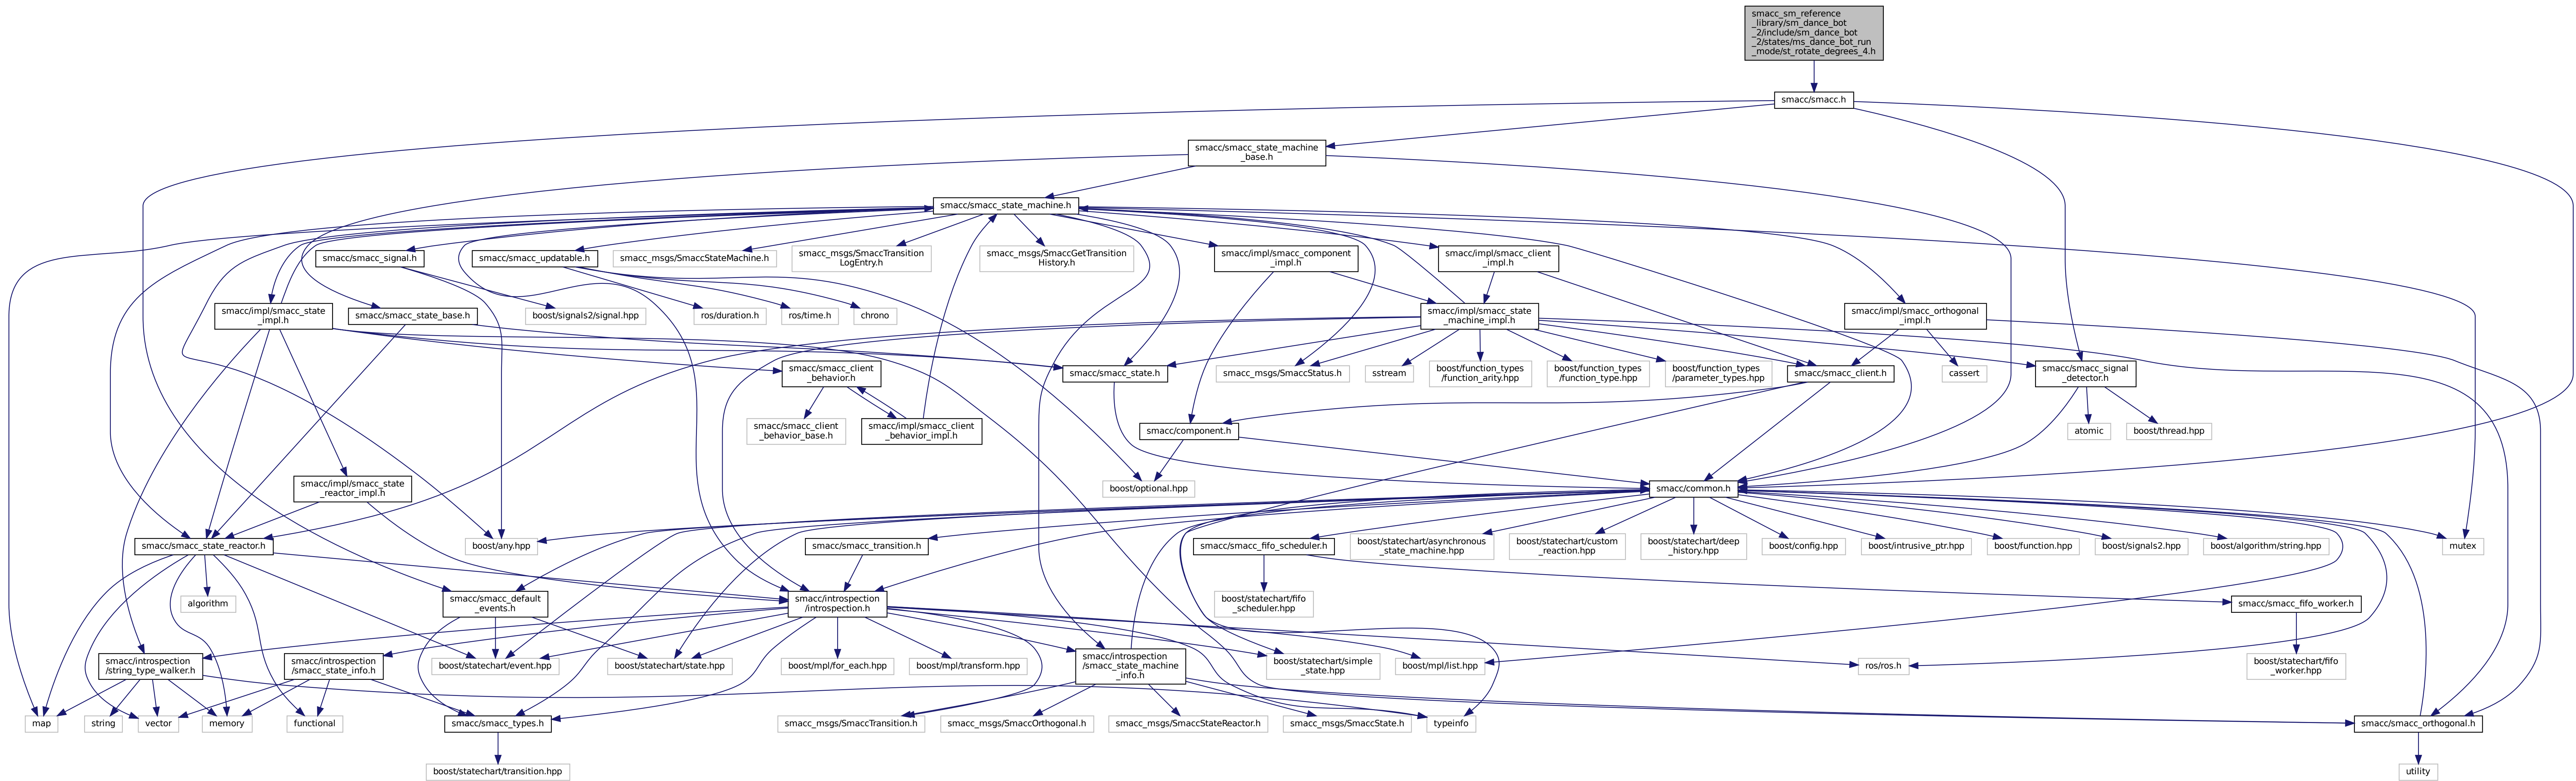 smacc_sm_reference
_library/sm_dance_bot
_2/include/sm_dance_bot
_2/states/ms_dance_bot_run
_mode/st_rotate_degrees_4.h
smacc/smacc.h
smacc/smacc_state_machine
_base.h
smacc/smacc_state_machine.h
smacc/smacc_signal.h
smacc/smacc_updatable.h
smacc_msgs/SmaccStateMachine.h
smacc_msgs/SmaccTransition
LogEntry.h
smacc_msgs/SmaccGetTransition
History.h
smacc/impl/smacc_component
_impl.h
smacc/impl/smacc_client
_impl.h
smacc/impl/smacc_state
_impl.h
smacc/smacc_state_base.h
boost/signals2/signal.hpp
ros/duration.h
ros/time.h
chrono
smacc/impl/smacc_state
_machine_impl.h
smacc/impl/smacc_orthogonal
_impl.h
smacc/smacc_client
_behavior.h
smacc/smacc_state.h
smacc_msgs/SmaccStatus.h
sstream
boost/function_types
/function_arity.hpp
boost/function_types
/function_type.hpp
boost/function_types
/parameter_types.hpp
smacc/smacc_client.h
cassert
smacc/smacc_signal
_detector.h
smacc/smacc_client
_behavior_base.h
smacc/impl/smacc_client
_behavior_impl.h
smacc/component.h
atomic
boost/thread.hpp
smacc/impl/smacc_state
_reactor_impl.h
boost/optional.hpp
smacc/common.h
smacc/smacc_state_reactor.h
boost/any.hpp
smacc/smacc_transition.h
smacc/smacc_fifo_scheduler.h
boost/statechart/asynchronous
_state_machine.hpp
boost/statechart/custom
_reaction.hpp
boost/statechart/deep
_history.hpp
boost/config.hpp
boost/intrusive_ptr.hpp
boost/function.hpp
boost/signals2.hpp
boost/algorithm/string.hpp
mutex
algorithm
smacc/smacc_default
_events.h
smacc/introspection
/introspection.h
boost/statechart/fifo
_scheduler.hpp
smacc/smacc_fifo_worker.h
smacc/introspection
/string_type_walker.h
smacc/introspection
/smacc_state_info.h
boost/statechart/event.hpp
boost/statechart/state.hpp
boost/mpl/for_each.hpp
boost/mpl/transform.hpp
smacc/introspection
/smacc_state_machine
_info.h
boost/statechart/simple
_state.hpp
boost/mpl/list.hpp
ros/ros.h
boost/statechart/fifo
_worker.hpp
map
string
vector
memory
functional
smacc/smacc_types.h
smacc_msgs/SmaccTransition.h
smacc_msgs/SmaccOrthogonal.h
smacc_msgs/SmaccStateReactor.h
smacc_msgs/SmaccState.h
typeinfo
smacc/smacc_orthogonal.h
boost/statechart/transition.hpp
utility